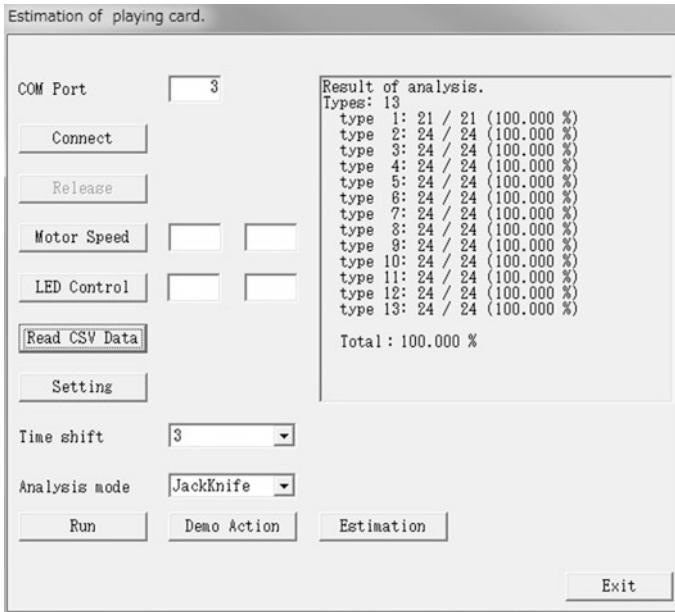 Estimation of playing card.
COM Port 3
Connect
Release
Motor Speed
LED Control
Read CSV Data
Setting
Time shift 3
Analysis mode JackKnife
Run Demo Action Estimation
Exit
Result of analysis.
Types: 13
type 1: 21 / 21 (100.000 %)
type 2: 24 / 24 (100.000 %)
type 3: 24 / 24 (100.000 %)
type 4: 24 / 24 (100.000 %)
type 5: 24 / 24 (100.000 %)
type 6: 24 / 24 (100.000 %)
type 7: 24 / 24 (100.000 %)
type 8: 24 / 24 (100.000 %)
type 9: 24 / 24 (100.000 %)
type 10: 24 / 24 (100.000 %)
type 11: 24 / 24 (100.000 %)
type 12: 24 / 24 (100.000 %)
type 13: 24 / 24 (100.000 %)
Total : 100.000 %